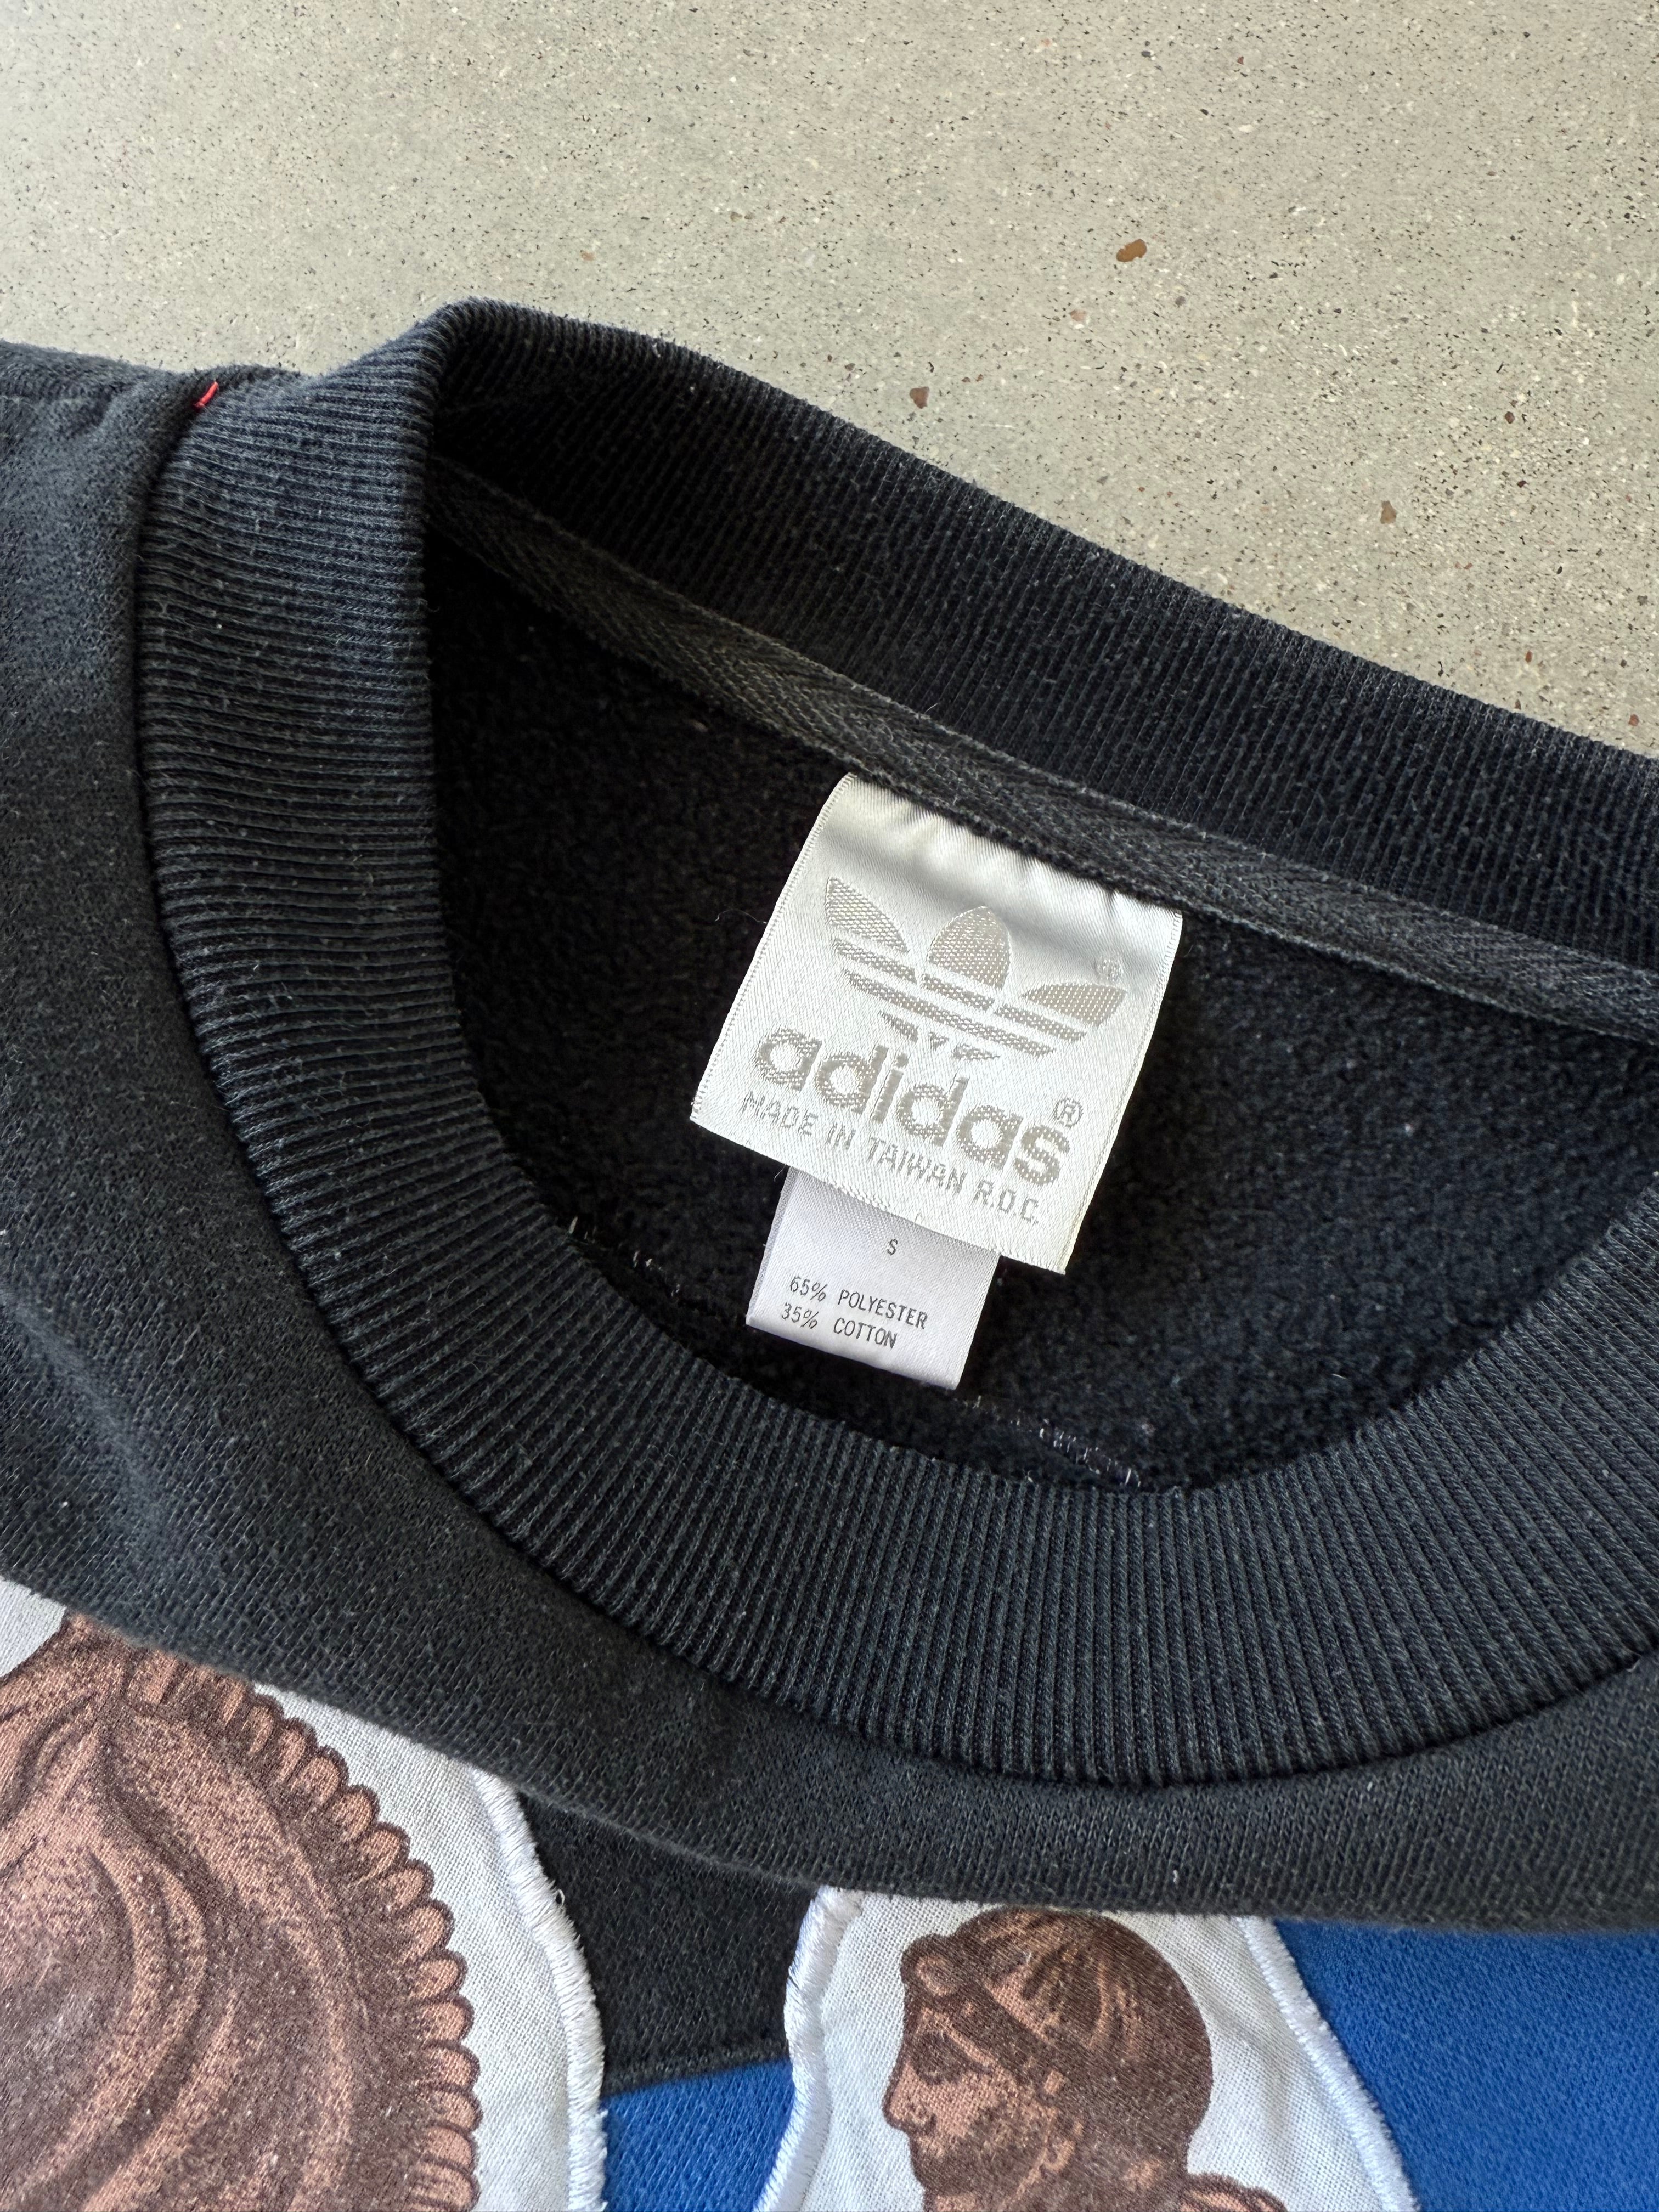 ®
adidas®
MADE IN TAIWAN R.O.C.
S
65% POLYESTER
35% COTTON